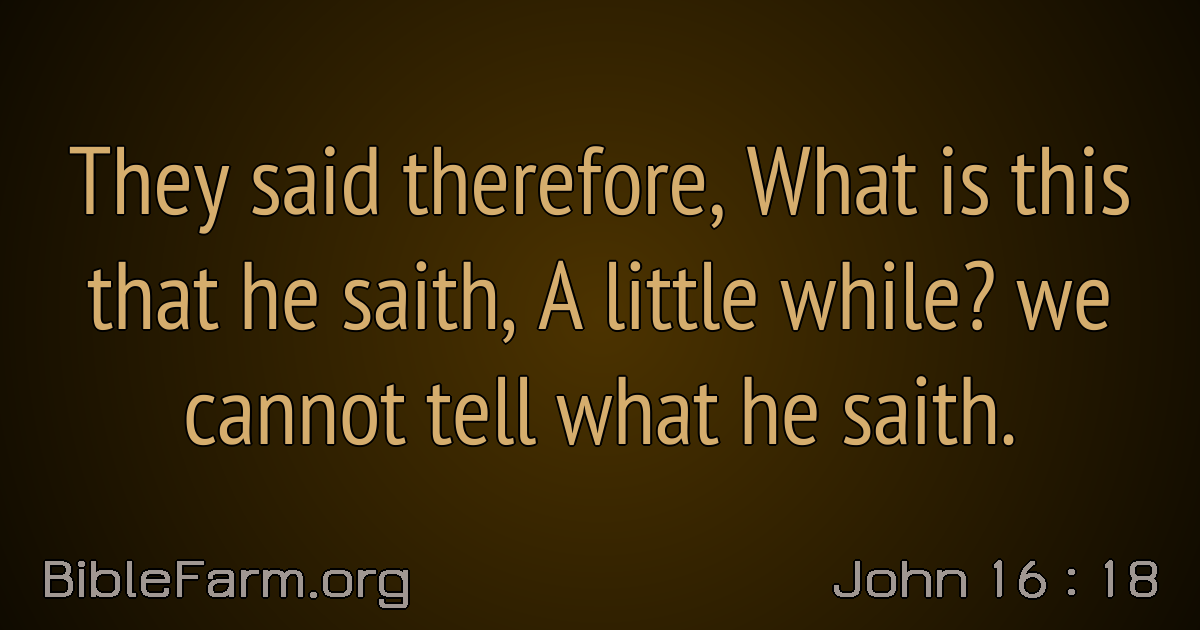 They said therefore, What is this
that he saith, A little while? we
cannot tell what he saith.
BibleFarm.org
John 16 : 18